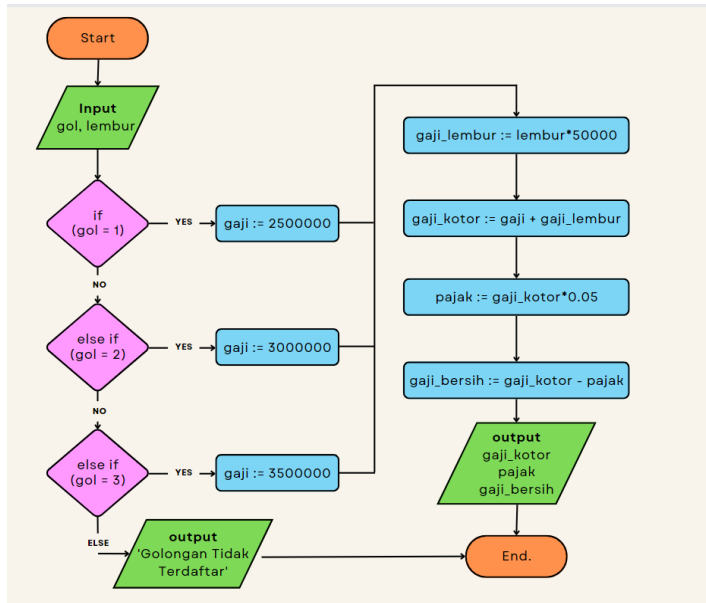 Start
Input
gol, lembur
if
(gol = 1)
YES
gaji := 2500000
NO
else if
(gol = 2)
YES
gaji := 3000000
NO
else if
(gol = 3)
YES
gaji := 3500000
ELSE
output
'Golongan Tidak
Terdaftar'
gaji_lembur := lembur*50000
gaji_kotor := gaji + gaji_lembur
pajak := gaji_kotor*0.05
gaji_bersih := gaji_kotor - pajak
output
gaji_kotor
pajak
gaji_bersih
End.